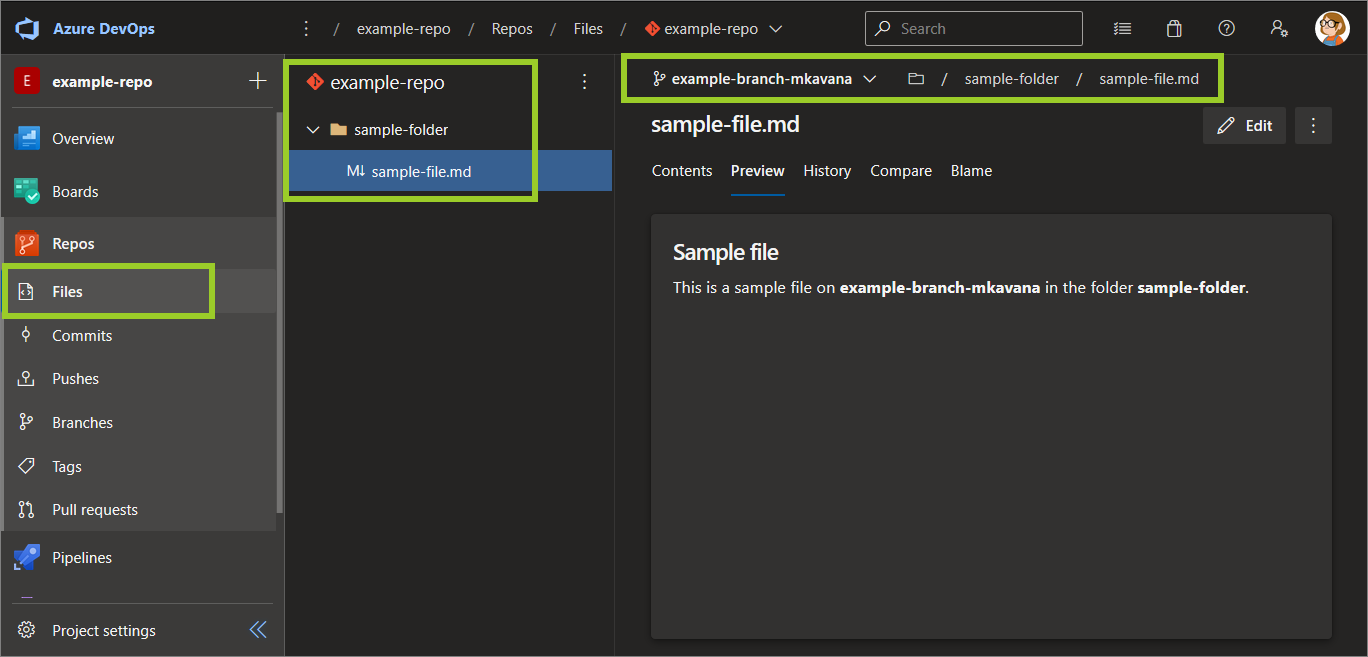 Azure DevOps
/ example-repo / Repos / Files / example-repo
Search
E example-repo
Overview
Boards
Repos
Files
Commits
Pushes
Branches
Tags
Pull requests
Pipelines
Project settings
example-repo
sample-folder
M↓ sample-file.md
example-branch-mkavana / sample-folder / sample-file.md
sample-file.md
Edit
Contents Preview History Compare Blame
Sample file
This is a sample file on example-branch-mkavana in the folder sample-folder.